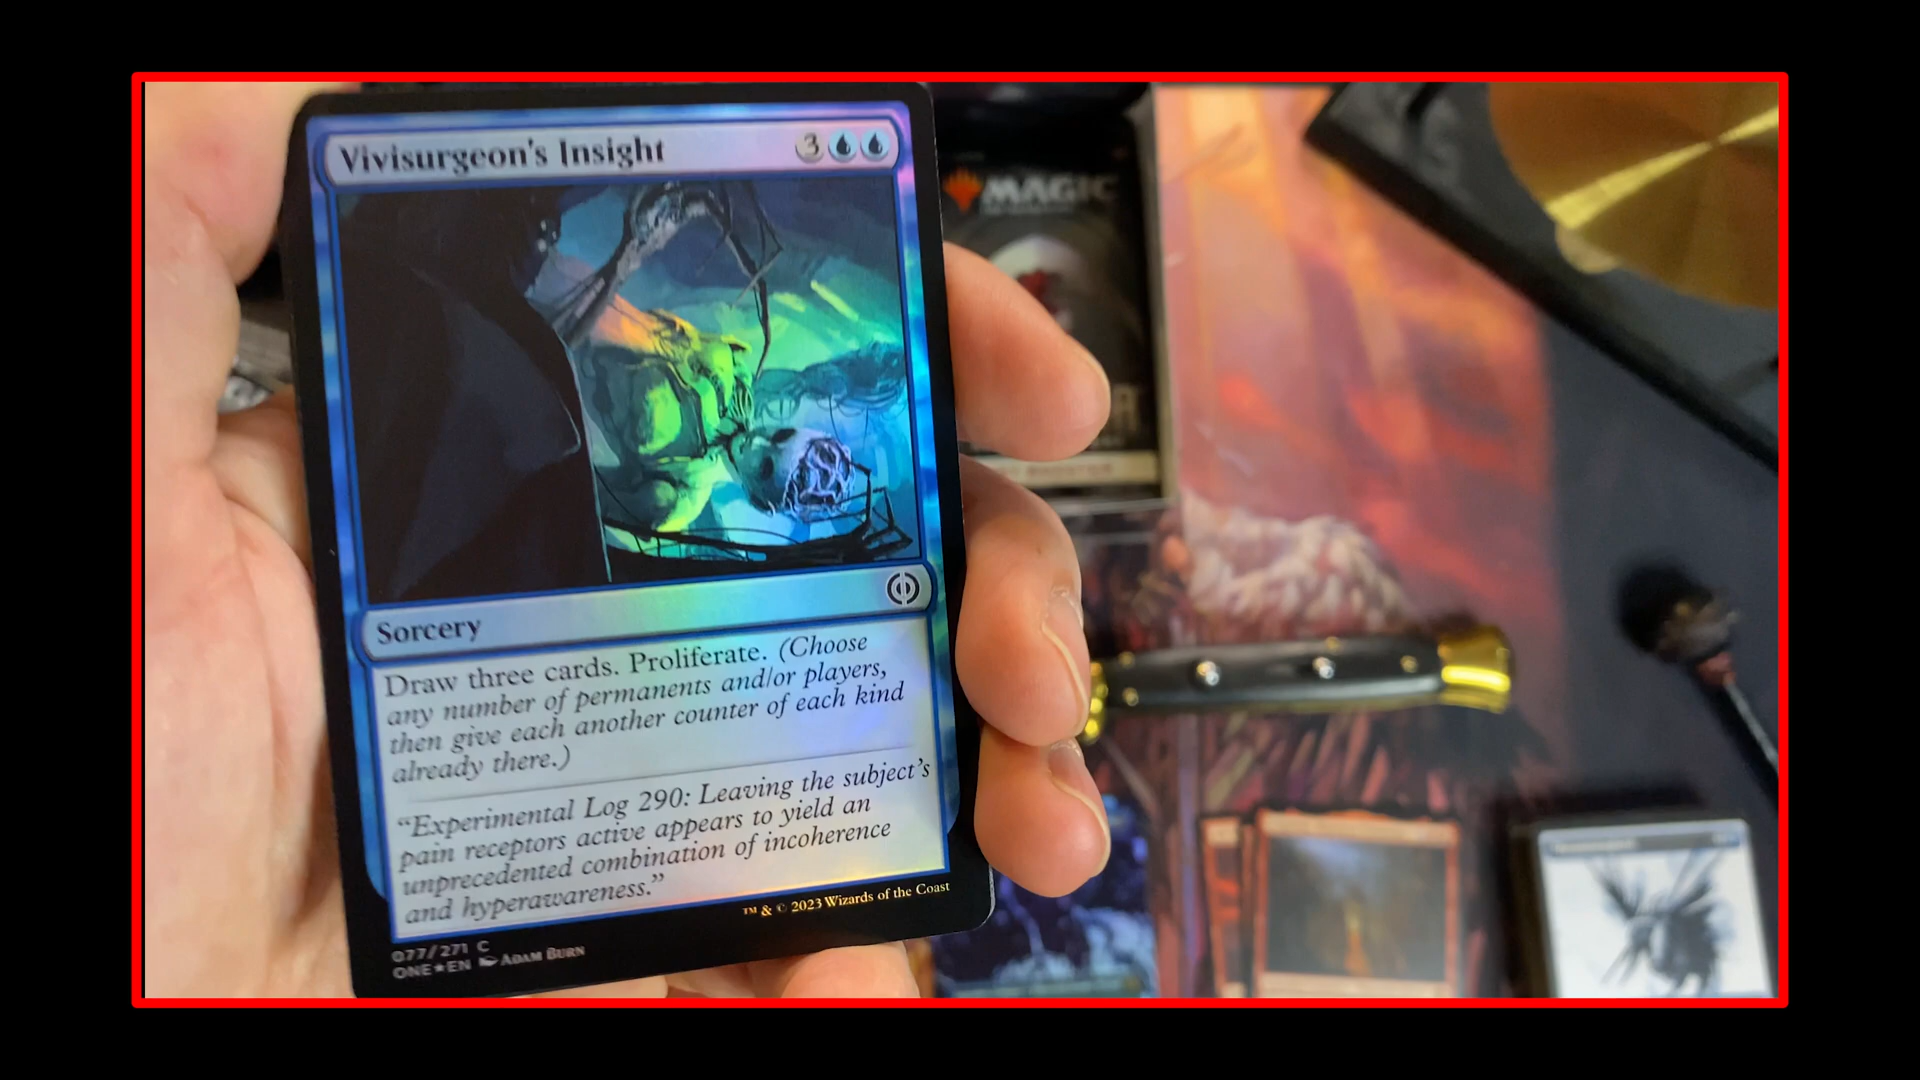 Vivisurgeon's Insight 3
MAGIC
Sorcery
Draw three cards. Proliferate. (Choose
any number of permanents and/or players,
then give each another counter of each kind
already there.)
“Experimental Log 290: Leaving the subject's
pain receptors active appears to yield an
unprecedented combination of incoherence
and hyperawareness.”
™ & © 2023 Wizards of the Coast
077/271 C
ONE★EN ADAM BURN